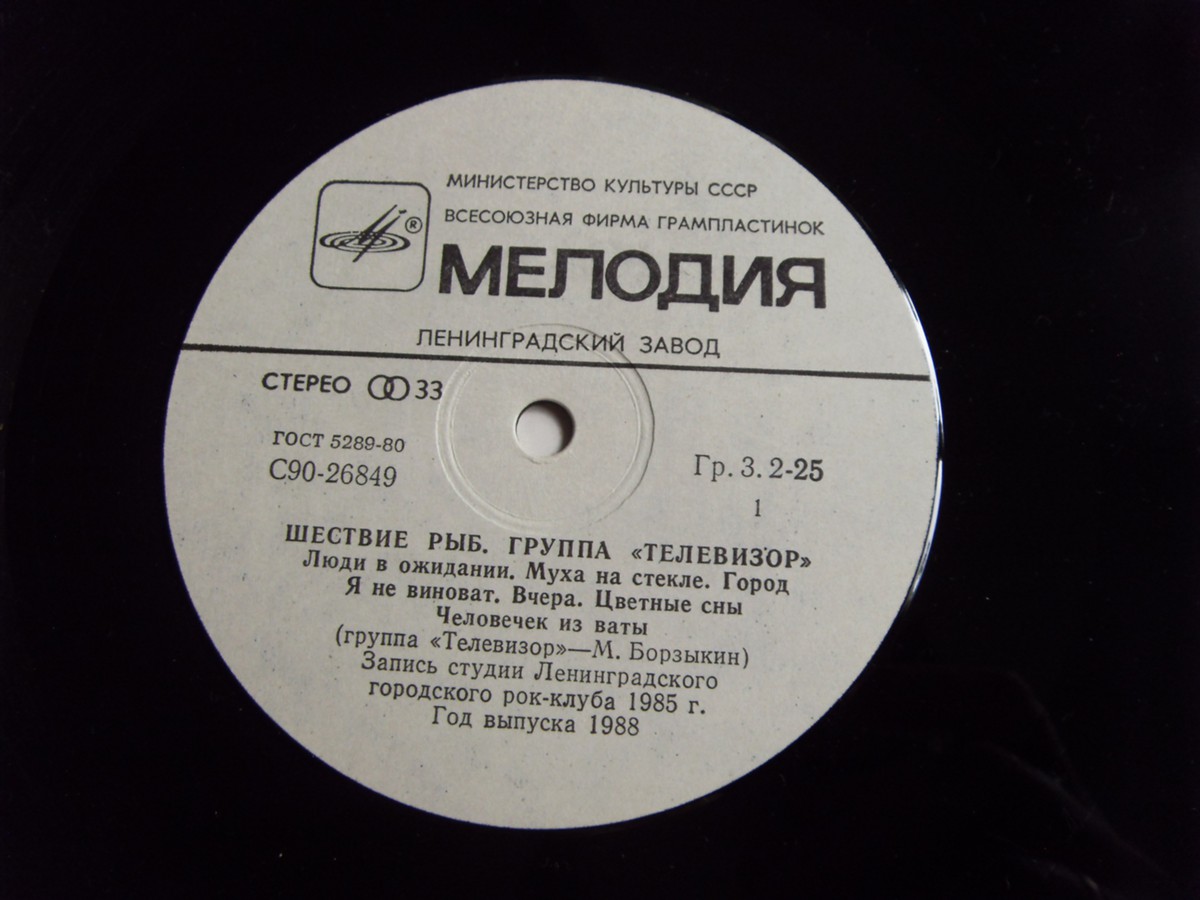 МИНИСТЕРСТВО КУЛЬТУРЫ СССР
ВСЕСОЮЗНАЯ ФИРМА ГРАМПЛАСТИНОК
®
МЕЛОДИЯ
ЛЕНИНГРАДСКИЙ ЗАВОД
СТЕРЕО 33
ГОСТ 5289-80
С90-26849
Гр. 3. 2-25
1
ШЕСТВИЕ РЫБ. ГРУППА «ТЕЛЕВИЗОР»
Люди в ожидании. Муха на стекле. Город
Я не виноват. Вчера. Цветные сны
Человечек из ваты
(группа «Телевизор»—М. Борзыкин)
Запись студии Ленинградского
городского рок-клуба 1985 г.
Год выпуска 1988